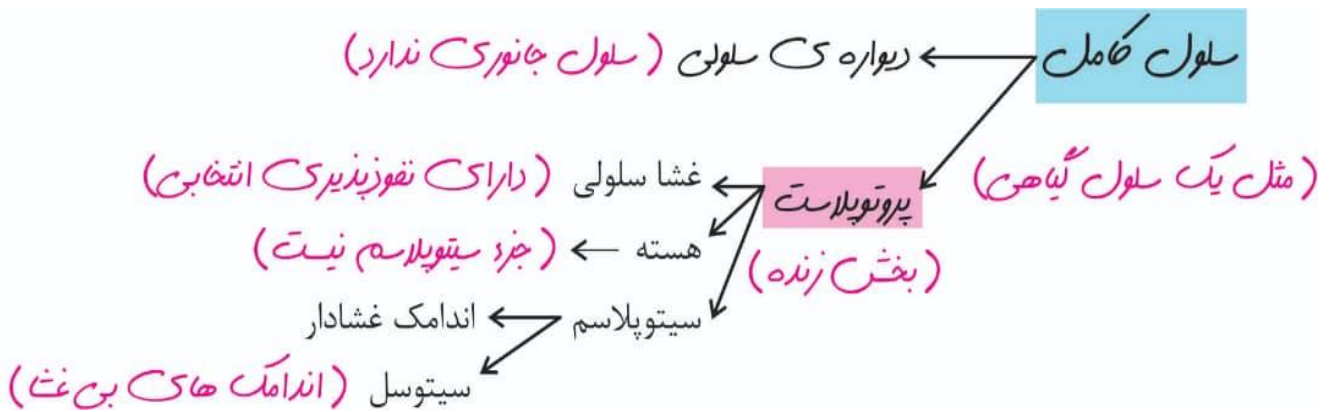 سلول کامل
دیواره ی سلولی (سلول جانوری ندارد)
(مثل یک سلول گیاهی)
پروتوپلاست
(بخش زنده)
غشا سلولی (دارای نفوذپذیری انتخابی)
هسته (جزء سیتوپلاسم نیست)
سیتوپلاسم
اندامک غشادار
سیتوسل (اندامک های بی غشا)